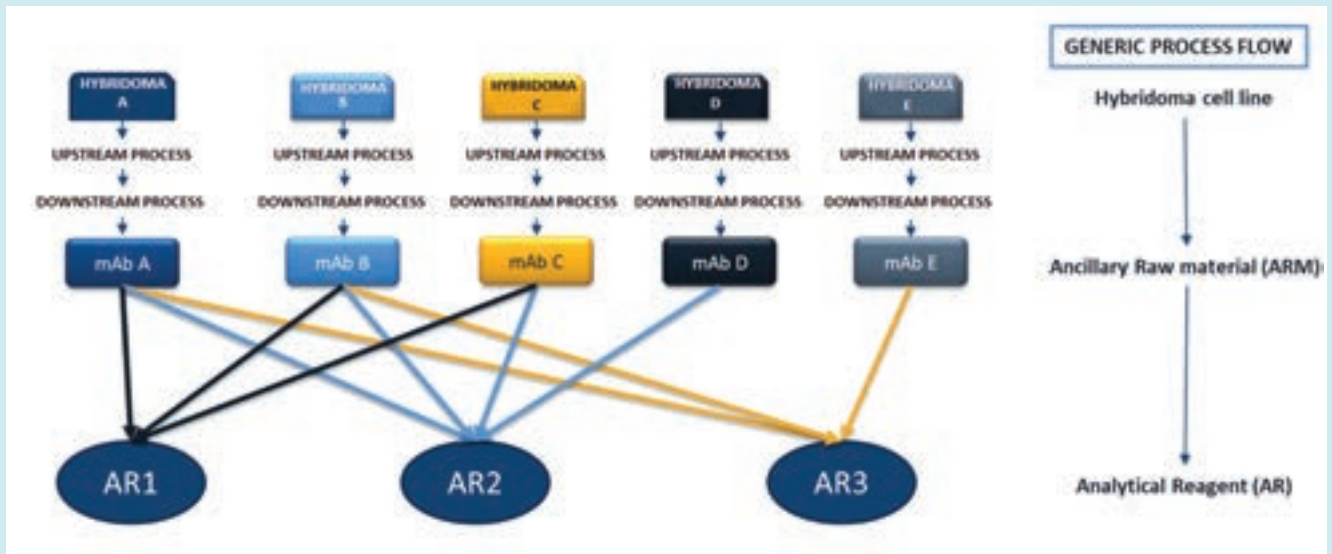 GENERIC PROCESS FLOW
HYBRIDOMA
A
HYBRIDOMA
B
HYBRIDOMA
C
HYBRIDOMA
D
HYBRIDOMA
E
Hybridoma cell line
UPSTREAM PROCESS
UPSTREAM PROCESS
UPSTREAM PROCESS
UPSTREAM PROCESS
UPSTREAM PROCESS
DOWNSTREAM PROCESS
DOWNSTREAM PROCESS
DOWNSTREAM PROCESS
DOWNSTREAM PROCESS
DOWNSTREAM PROCESS
mAb A
mAb B
mAb C
mAb D
mAb E
Ancillary Raw material (ARM)
AR1
AR2
AR3
Analytical Reagent (AR)